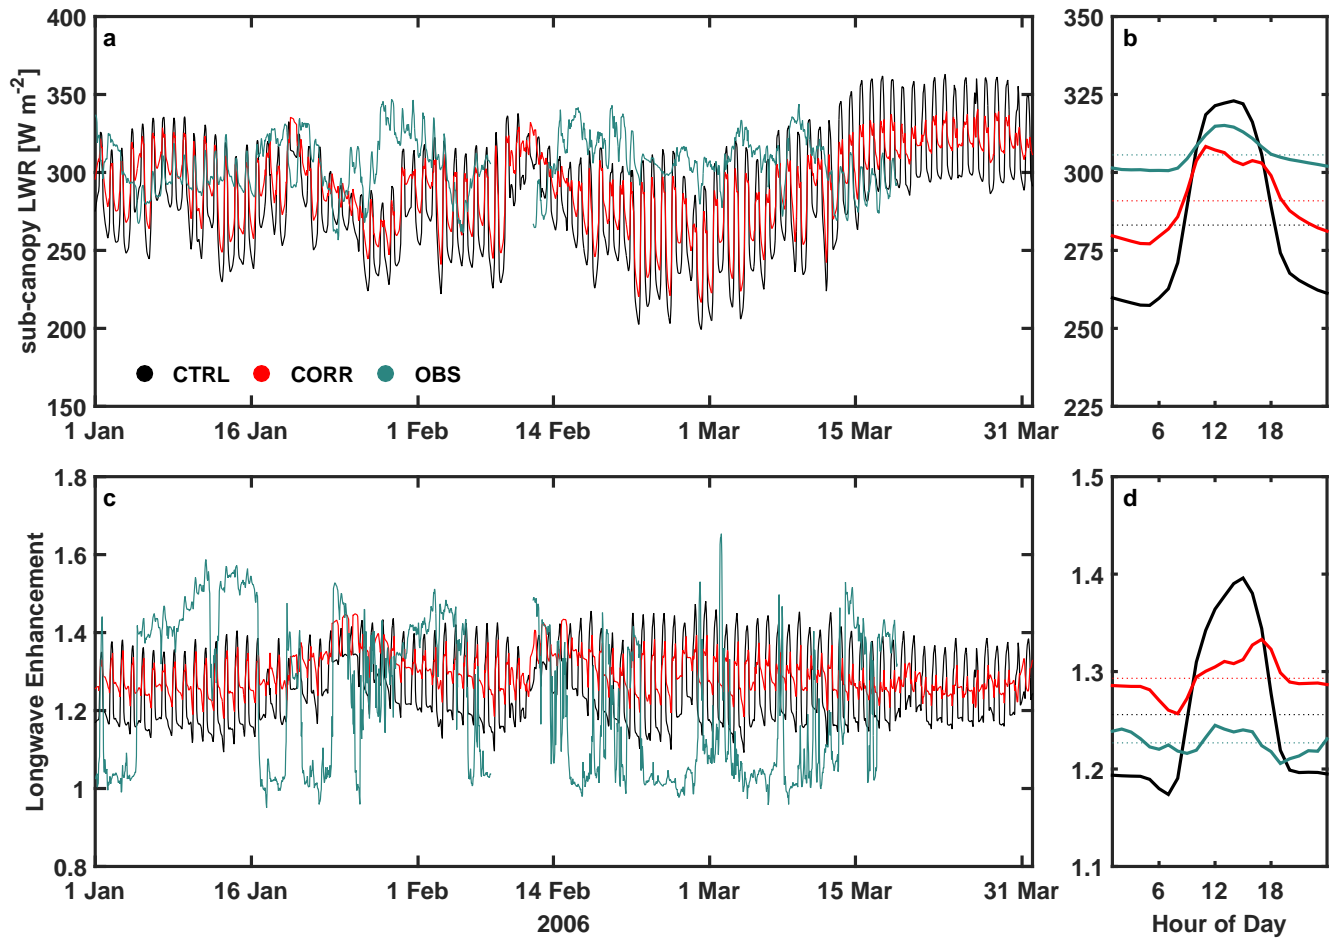 a
sub-canopy LWR [W m-2]
400
350
300
250
200
150
CTRL
CORR
OBS
1 Jan
16 Jan
1 Feb
14 Feb
1 Mar
15 Mar
31 Mar
b
350
325
300
275
250
225
6
12
18
c
Longwave Enhancement
1.8
1.6
1.4
1.2
1
0.8
1 Jan
16 Jan
1 Feb
14 Feb
1 Mar
15 Mar
31 Mar
2006
d
1.5
1.4
1.3
1.2
1.1
6
12
18
Hour of Day